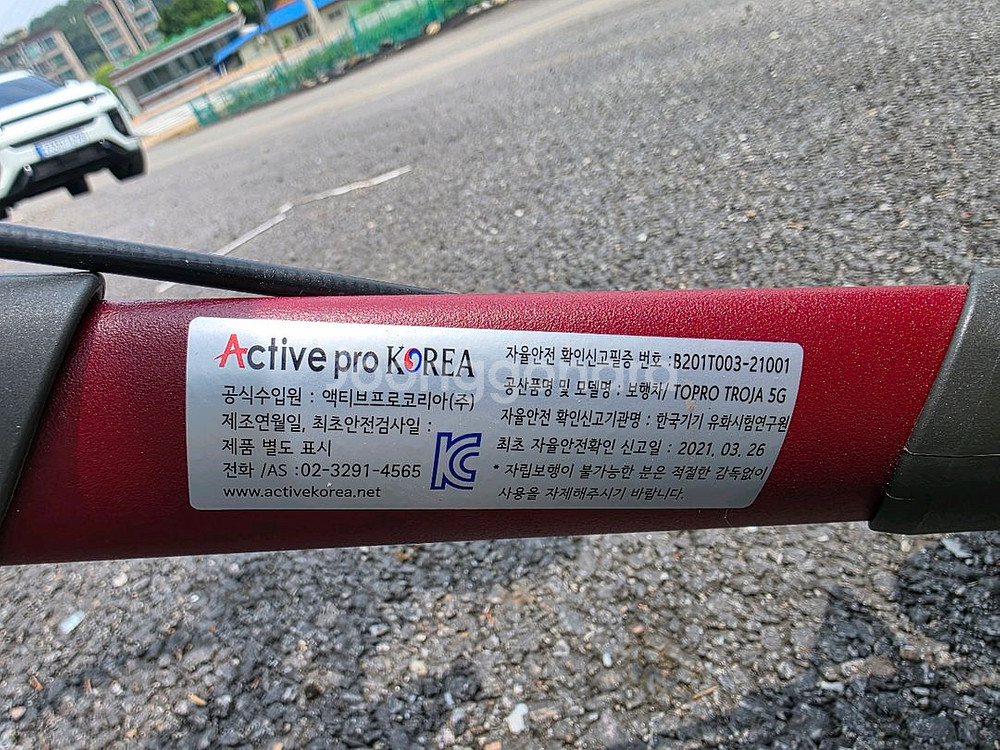 Active pro KOREA
공식수입원 : 액티브프로코리아(주)
제조연월일, 최초안전검사일 :
제품 별도 표시
전화 /AS :02-3291-4565
www.activekorea.net
자율안전 확인신고필증 번호 :B201T003-21001
공산품명 및 모델명 : 보행차/ TOPRO TROJA 5G
자율안전 확인신고기관명 : 한국기기 유화시험연구원
최초 자율안전확인 신고일 : 2021. 03. 26
* 자립보행이 불가능한 분은 적절한 감독없이
사용을 자제해주시기 바랍니다.